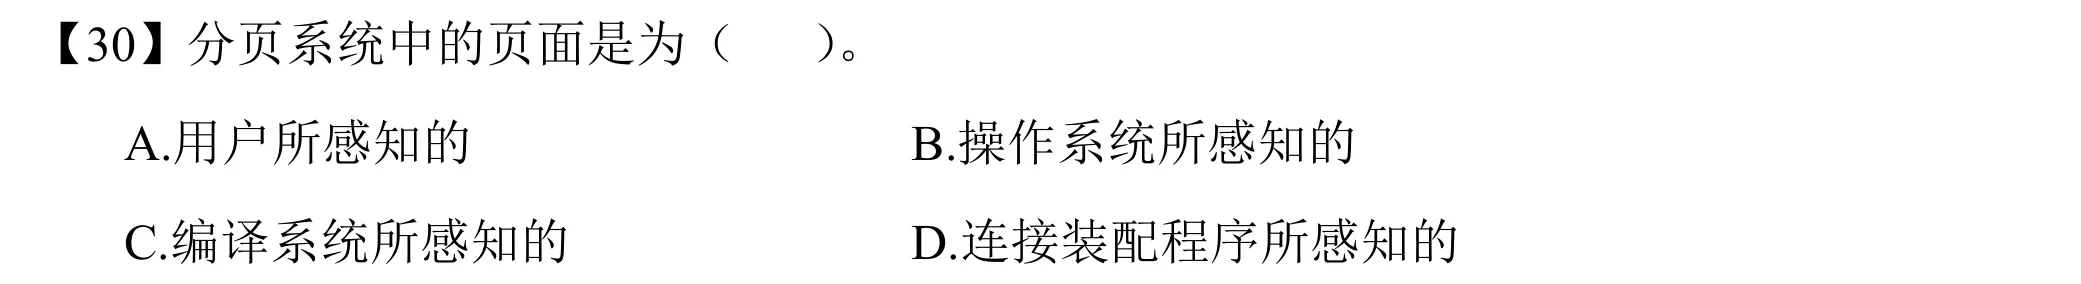 【30】分页系统中的页面是为（　　）。
A.用户所感知的　　B.操作系统所感知的
C.编译系统所感知的　　D.连接装配程序所感知的